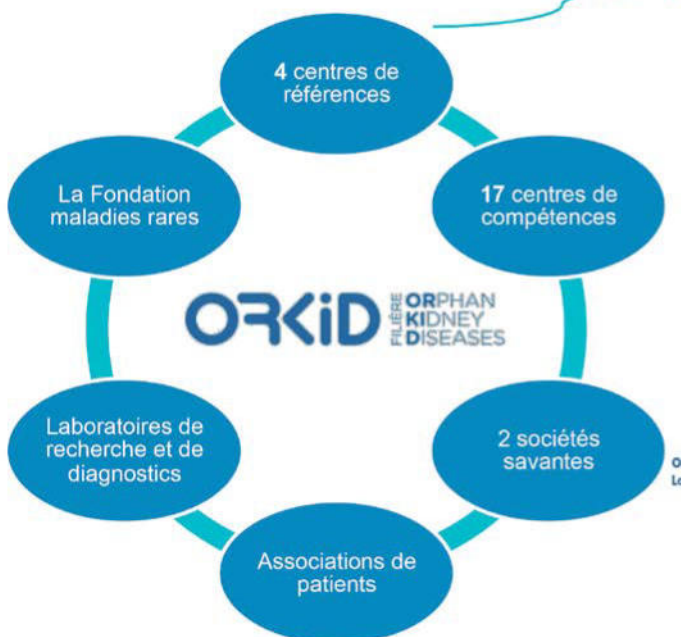 4 centres de
références
La Fondation
maladies rares
17 centres de
compétences
ORKiD
FILIÈRE
ORPHAN
KIDNEY
DISEASES
Laboratoires de
recherche et de
diagnostics
2 sociétés
savantes
Associations de
patients